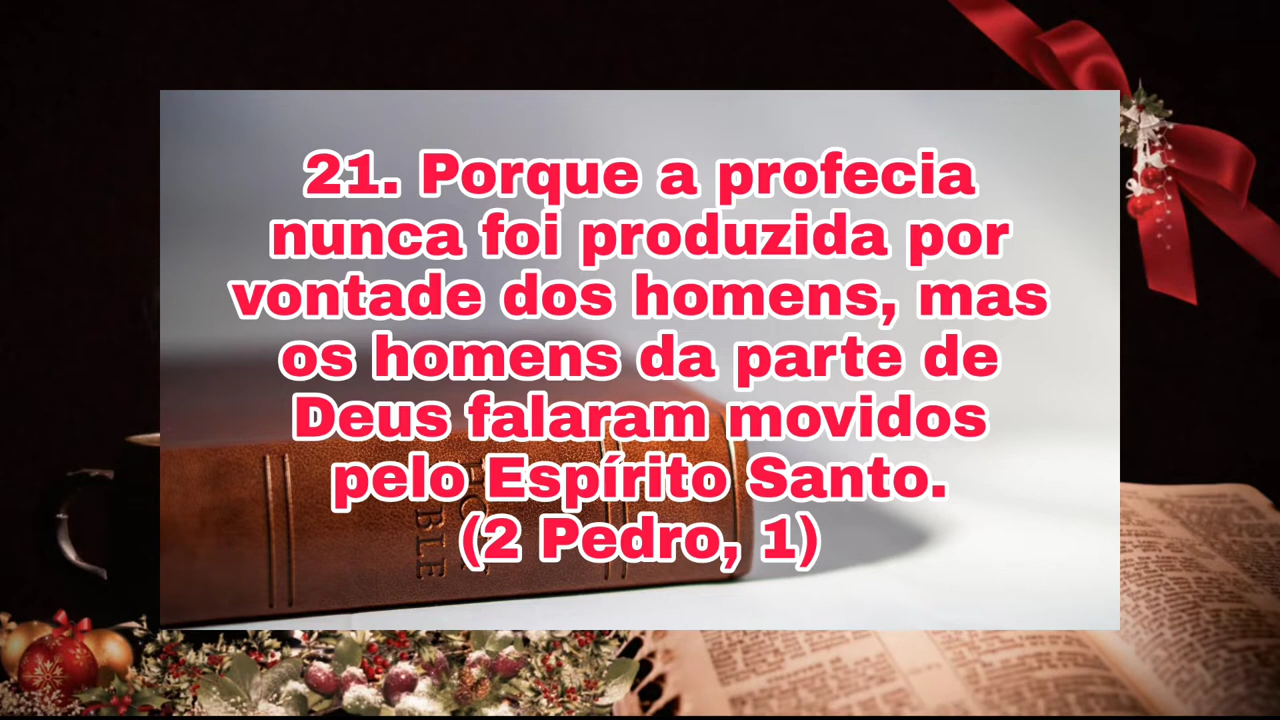 21. Porque a profecia
nunca foi produzida por
vontade dos homens, mas
os homens da parte de
Deus falaram movidos
pelo Espírito Santo.
(2 Pedro, 1)